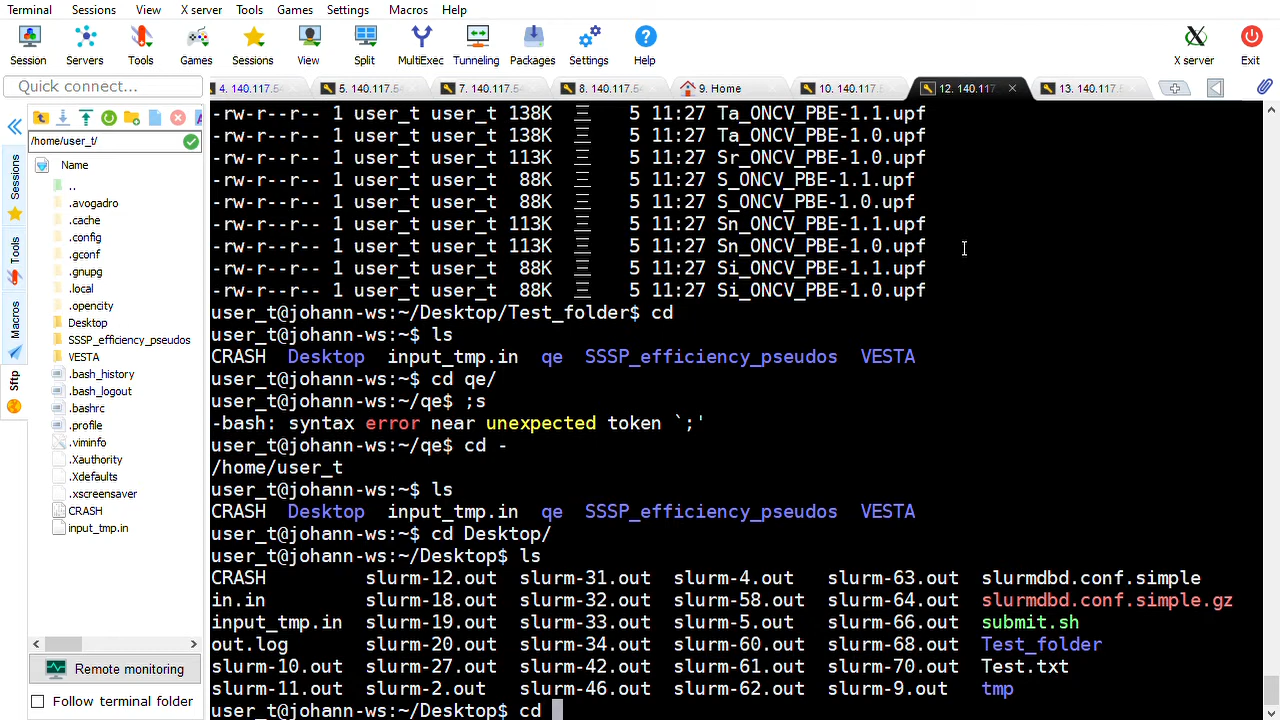 Terminal Sessions View X server Tools Games Settings Macros Help
Session Servers Tools Games Sessions View Split MultiExec Tunneling Packages Settings Help X server Exit
Quick connect...
4. 140.117.5 5. 140.117.5 7. 140.117.5 8. 140.117.5 9. Home 10. 140.117. 12. 140.117 13. 140.117.5
/home/user_t/
Name
..
.avogadro
.cache
.config
.gconf
.gnupg
.local
.opencity
Desktop
SSSP_efficiency_pseudos
VESTA
.bash_history
.bash_logout
.bashrc
.profile
.viminfo
.Xauthority
.Xdefaults
.xscreensaver
CRASH
input_tmp.in
Remote monitoring
Follow terminal folder
Sessions
Tools
Macros
Sftp
-rw-r--r-- 1 user_t user_t 138K 三 5 11:27 Ta_ONCV_PBE-1.1.upf
-rw-r--r-- 1 user_t user_t 138K 三 5 11:27 Ta_ONCV_PBE-1.0.upf
-rw-r--r-- 1 user_t user_t 113K 三 5 11:27 Sr_ONCV_PBE-1.0.upf
-rw-r--r-- 1 user_t user_t 88K 三 5 11:27 S_ONCV_PBE-1.1.upf
-rw-r--r-- 1 user_t user_t 88K 三 5 11:27 S_ONCV_PBE-1.0.upf
-rw-r--r-- 1 user_t user_t 113K 三 5 11:27 Sn_ONCV_PBE-1.1.upf
-rw-r--r-- 1 user_t user_t 113K 三 5 11:27 Sn_ONCV_PBE-1.0.upf
-rw-r--r-- 1 user_t user_t 88K 三 5 11:27 Si_ONCV_PBE-1.1.upf
-rw-r--r-- 1 user_t user_t 88K 三 5 11:27 Si_ONCV_PBE-1.0.upf
user_t@johann-ws:~/Desktop/Test_folder$ cd
user_t@johann-ws:~$ ls
CRASH Desktop input_tmp.in qe SSSP_efficiency_pseudos VESTA
user_t@johann-ws:~$ cd qe/
user_t@johann-ws:~/qe$ ;s
-bash: syntax error near unexpected token `;'
user_t@johann-ws:~/qe$ cd -
/home/user_t
user_t@johann-ws:~$ ls
CRASH Desktop input_tmp.in qe SSSP_efficiency_pseudos VESTA
user_t@johann-ws:~$ cd Desktop/
user_t@johann-ws:~/Desktop$ ls
CRASH slurm-12.out slurm-31.out slurm-4.out slurm-63.out slurmdbd.conf.simple
in.in slurm-18.out slurm-32.out slurm-58.out slurm-64.out slurmdbd.conf.simple.gz
input_tmp.in slurm-19.out slurm-33.out slurm-5.out slurm-66.out submit.sh
out.log slurm-20.out slurm-34.out slurm-60.out slurm-68.out Test_folder
slurm-10.out slurm-27.out slurm-42.out slurm-61.out slurm-70.out Test.txt
slurm-11.out slurm-2.out slurm-46.out slurm-62.out slurm-9.out tmp
user_t@johann-ws:~/Desktop$ cd